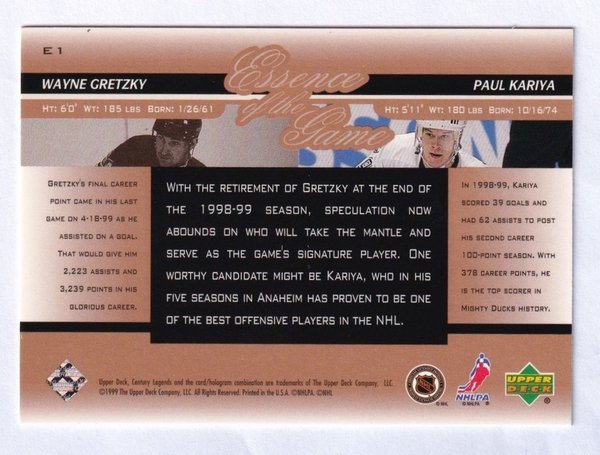 E1
Essence
of the
Game
WAYNE GRETZKY
PAUL KARIYA
HT: 6'0" WT: 185 LBS BORN: 1/26/61
HT: 5'11" WT: 180 LBS BORN: 10/16/74
GRETZKY'S FINAL CAREER
POINT CAME IN HIS LAST
GAME ON 4-18-99 AS HE
ASSISTED ON A GOAL.
THAT WOULD GIVE HIM
2,223 ASSISTS AND
3,239 POINTS IN HIS
GLORIOUS CAREER.
WITH THE RETIREMENT OF GRETZKY AT THE END OF
THE 1998-99 SEASON, SPECULATION NOW
ABOUNDS ON WHO WILL TAKE THE MANTLE AND
SERVE AS THE GAME'S SIGNATURE PLAYER. ONE
WORTHY CANDIDATE MIGHT BE KARIYA, WHO IN HIS
FIVE SEASONS IN ANAHEIM HAS PROVEN TO BE ONE
OF THE BEST OFFENSIVE PLAYERS IN THE NHL.
IN 1998-99, KARIYA
SCORED 39 GOALS AND
HAD 62 ASSISTS TO POST
HIS SECOND CAREER
100-POINT SEASON. WITH
378 CAREER POINTS, HE
IS THE TOP SCORER IN
MIGHTY DUCKS HISTORY.
Upper Deck, Century Legends and the card/hologram combination are trademarks of The Upper Deck Company, LLC.
©1999 The Upper Deck Company, LLC. All Rights Reserved. Printed in the U.S.A. ©NHLPA. ©NHL
NHL
© NHL
NHLPA
© NHLPA ®
UPPER
DECK
®